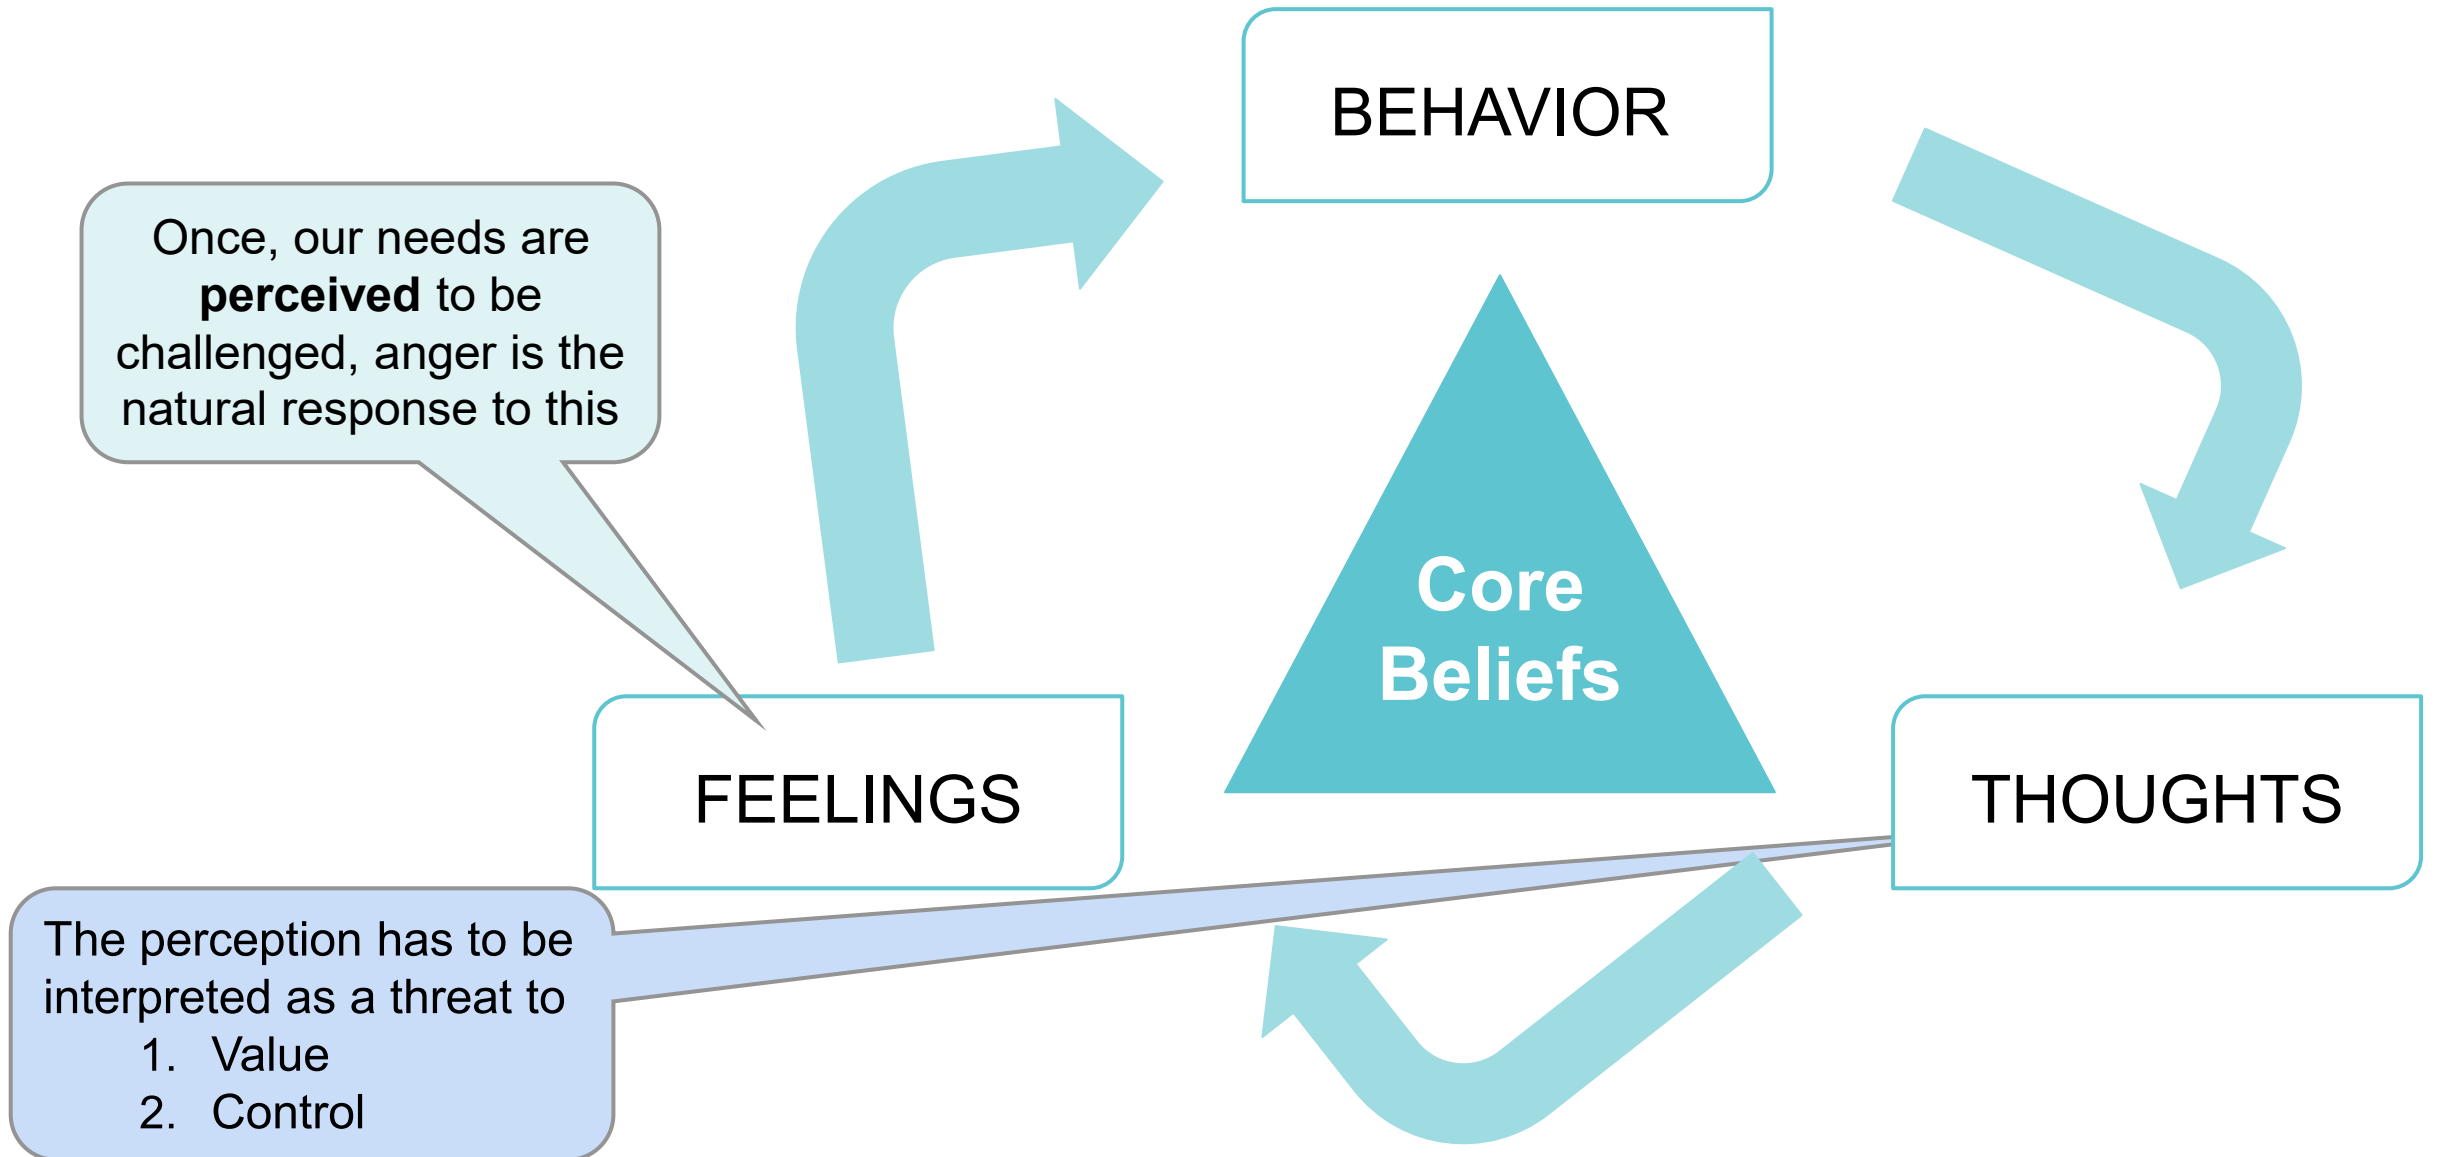 BEHAVIOR
Once, our needs are
perceived to be
challenged, anger is the
natural response to this
Core
Beliefs
FEELINGS
THOUGHTS
The perception has to be
interpreted as a threat to
1. Value
2. Control